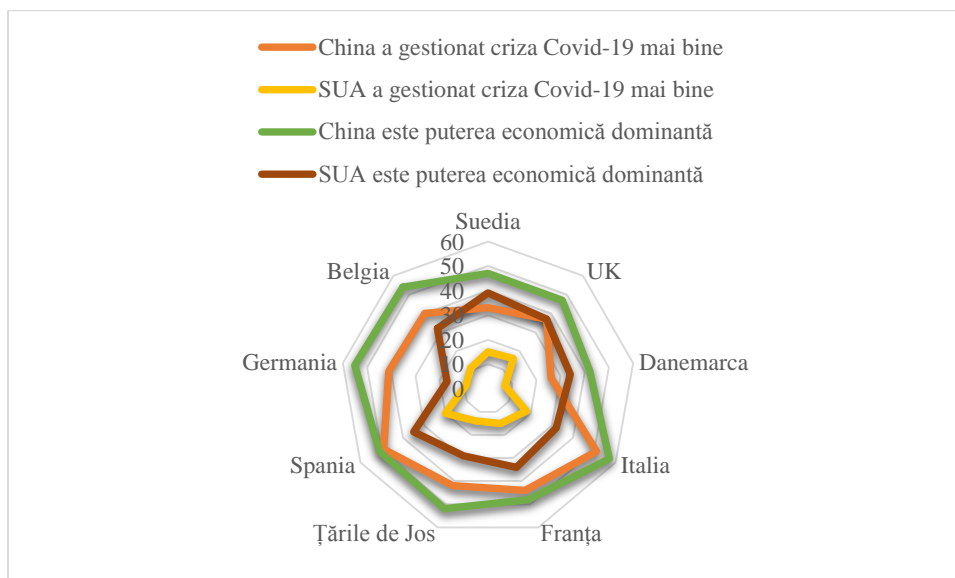 China a gestionat criza Covid-19 mai bine
SUA a gestionat criza Covid-19 mai bine
China este puterea economică dominantă
SUA este puterea economică dominantă
Suedia
60
UK
50
Belgia
40
30
20
10
0
Germania
Danemarca
Spania
Italia
Țările de Jos
Franța